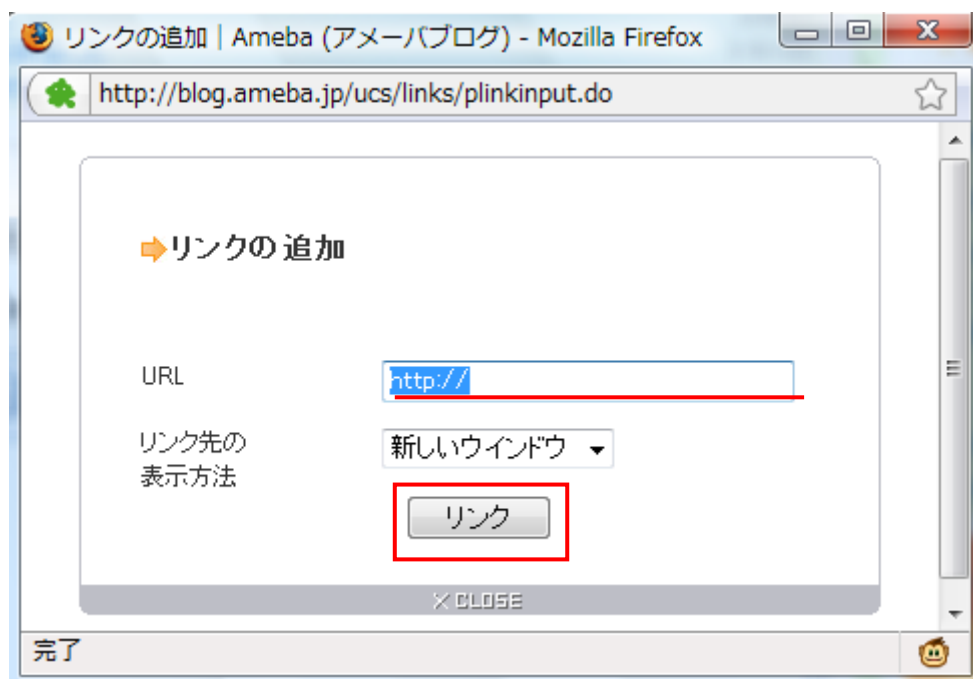 リンクの追加 | Ameba (アメーバブログ) - Mozilla Firefox
http://blog.ameba.jp/ucs/links/plinkinput.do
リンクの追加
URL
http://
リンク先の
表示方法
新しいウインドウ
リンク
× CLOSE
完了